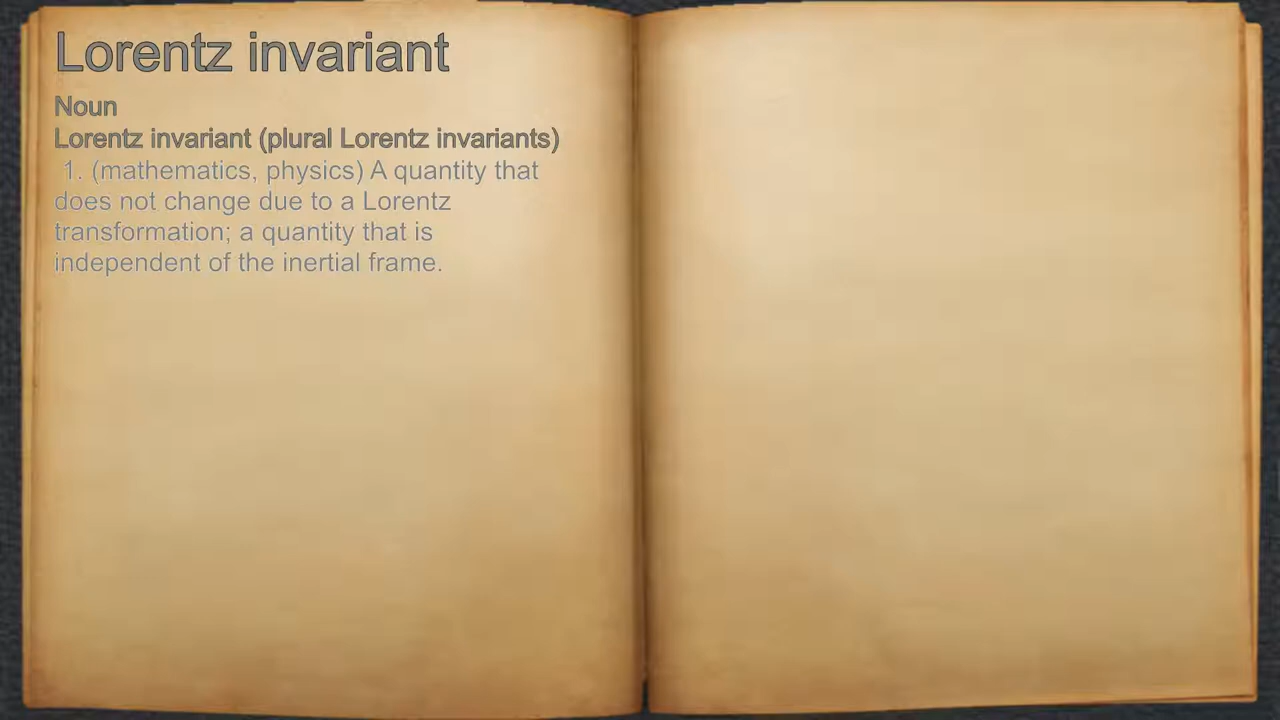 Lorentz invariant
Noun
Lorentz invariant (plural Lorentz invariants)
1. (mathematics, physics) A quantity that
does not change due to a Lorentz
transformation; a quantity that is
independent of the inertial frame.